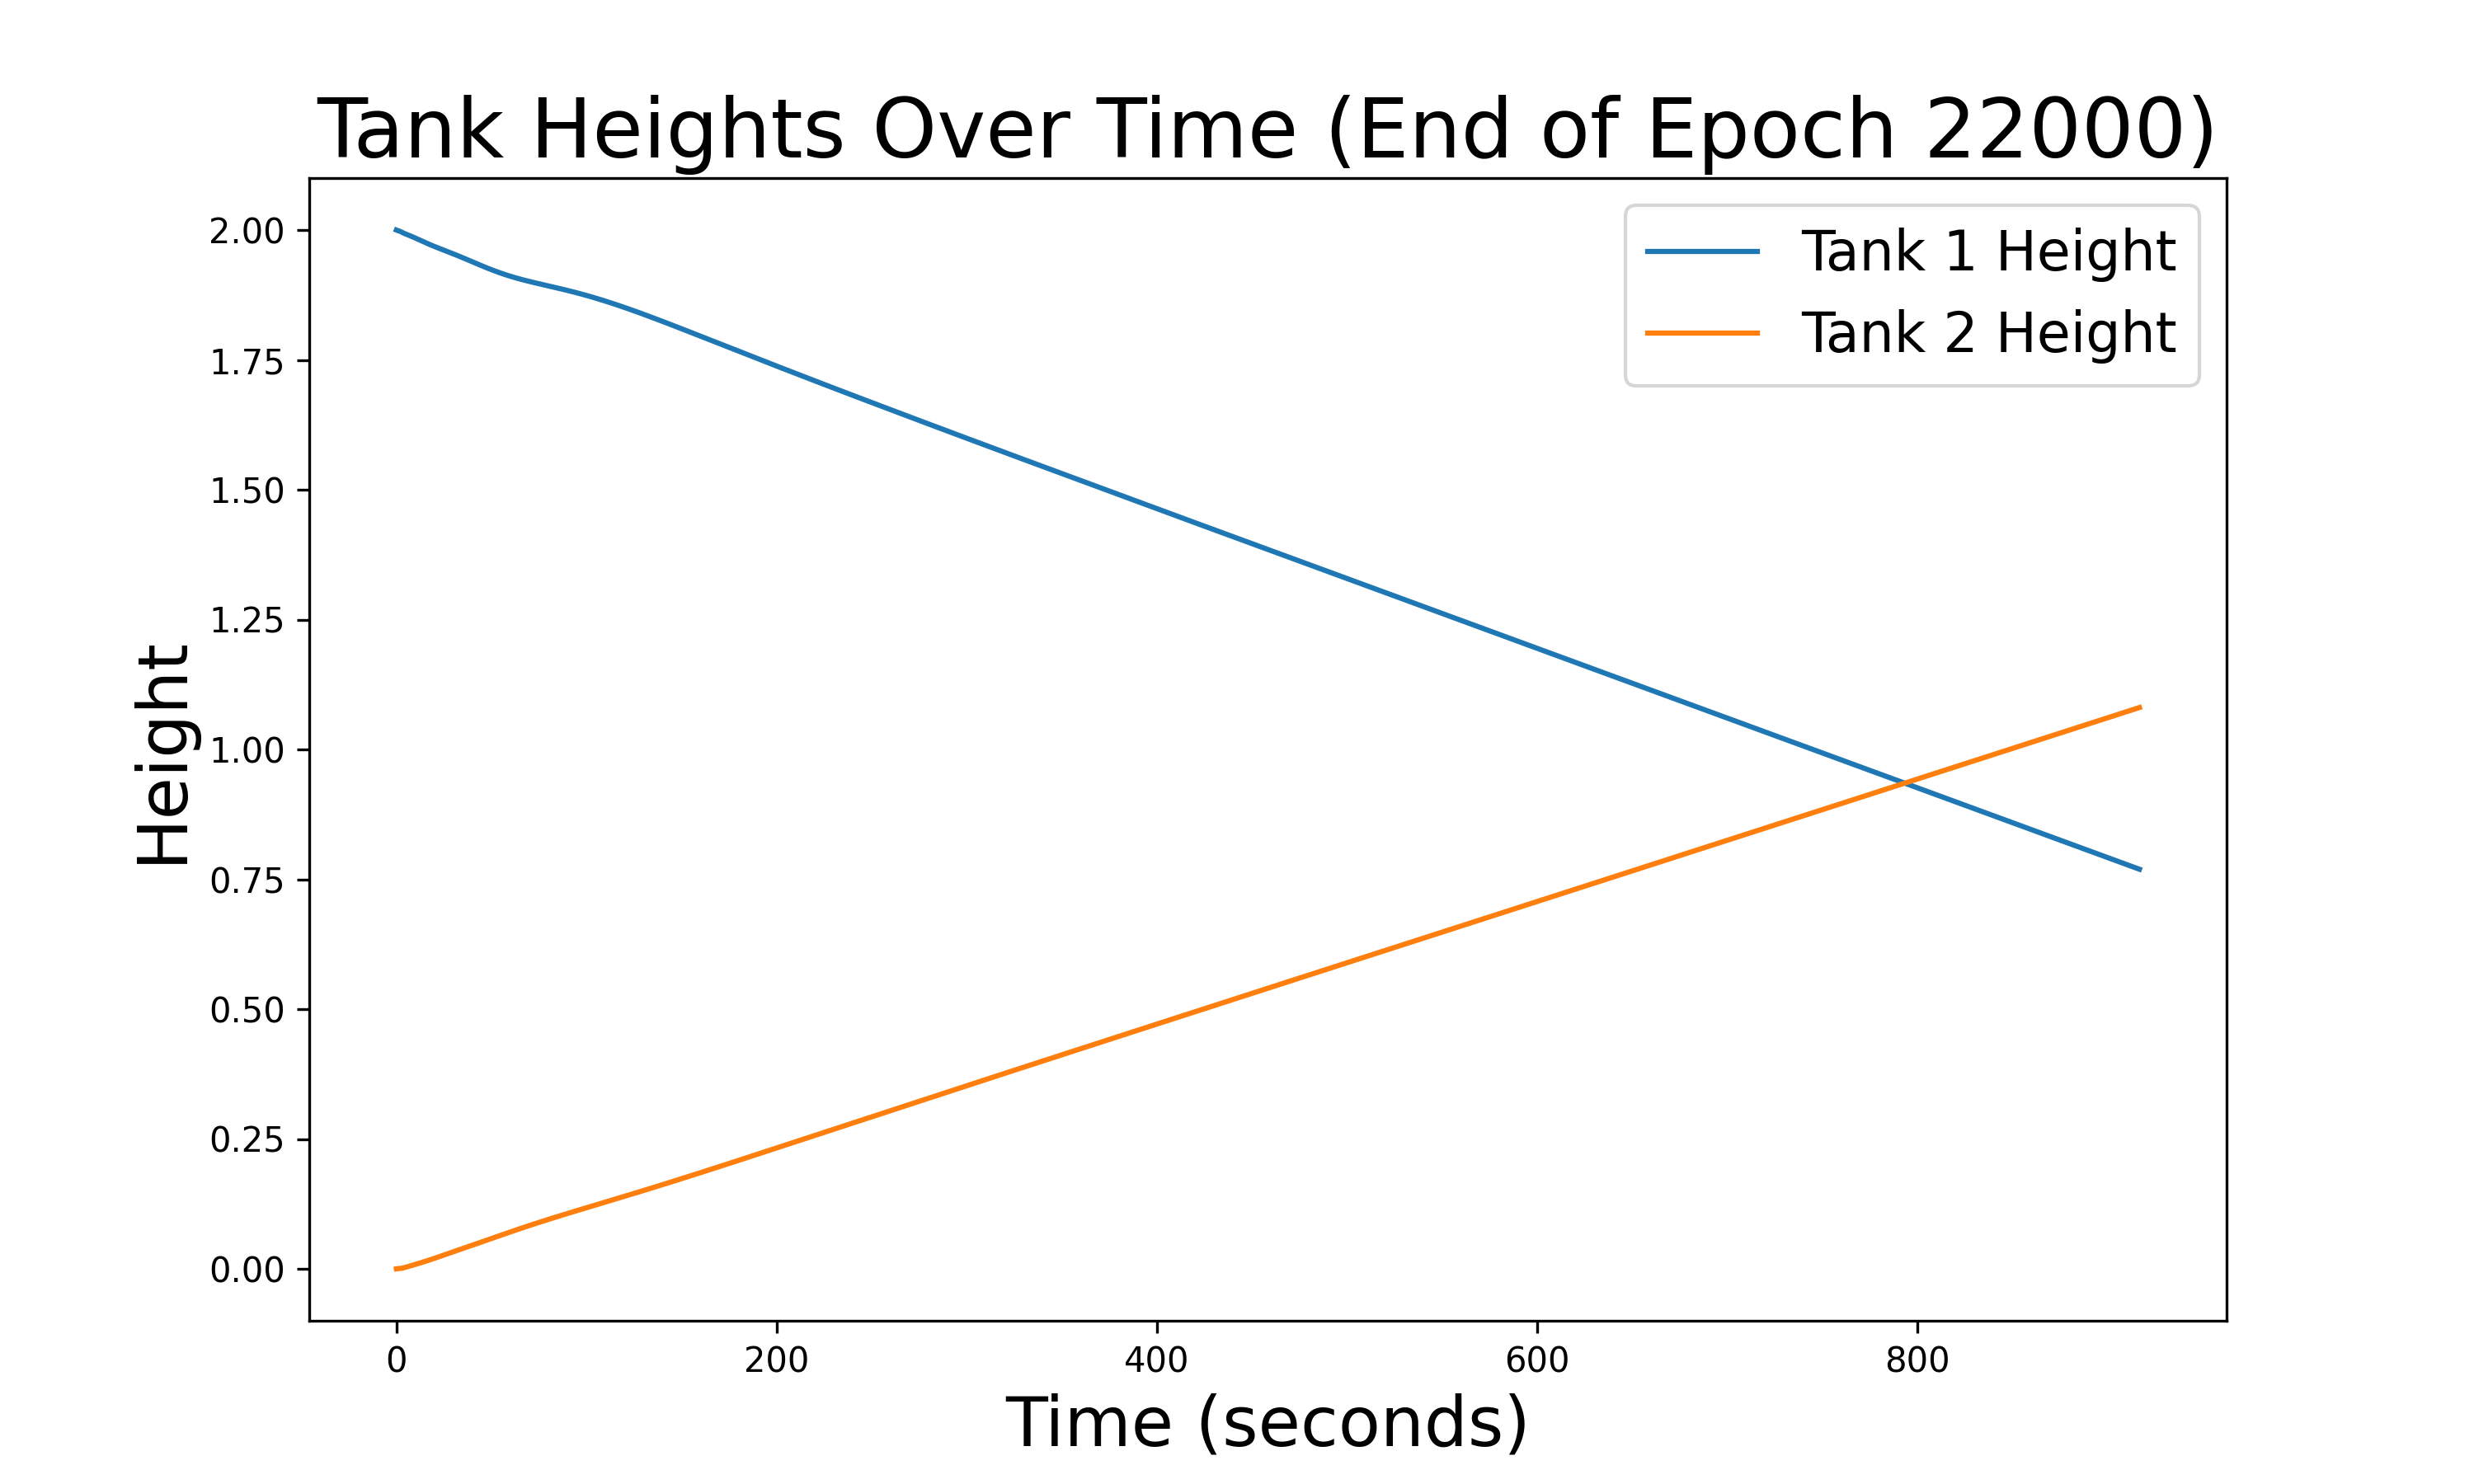 Tank Heights Over Time (End of Epoch 22000)
Tank 1 Height
Tank 2 Height
Height
2.00
1.75
1.50
1.25
1.00
0.75
0.50
0.25
0.00
0 200 400 600 800
Time (seconds)